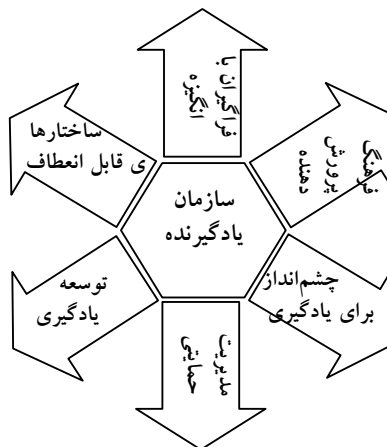 فراگیران با
انگیزه
فرهنگ
پرورش
دهنده
ساختارها
ی قابل انعطاف
سازمان
یادگیرنده
چشم‌انداز
برای یادگیری
توسعه
یادگیری
مدیریت
حمایتی